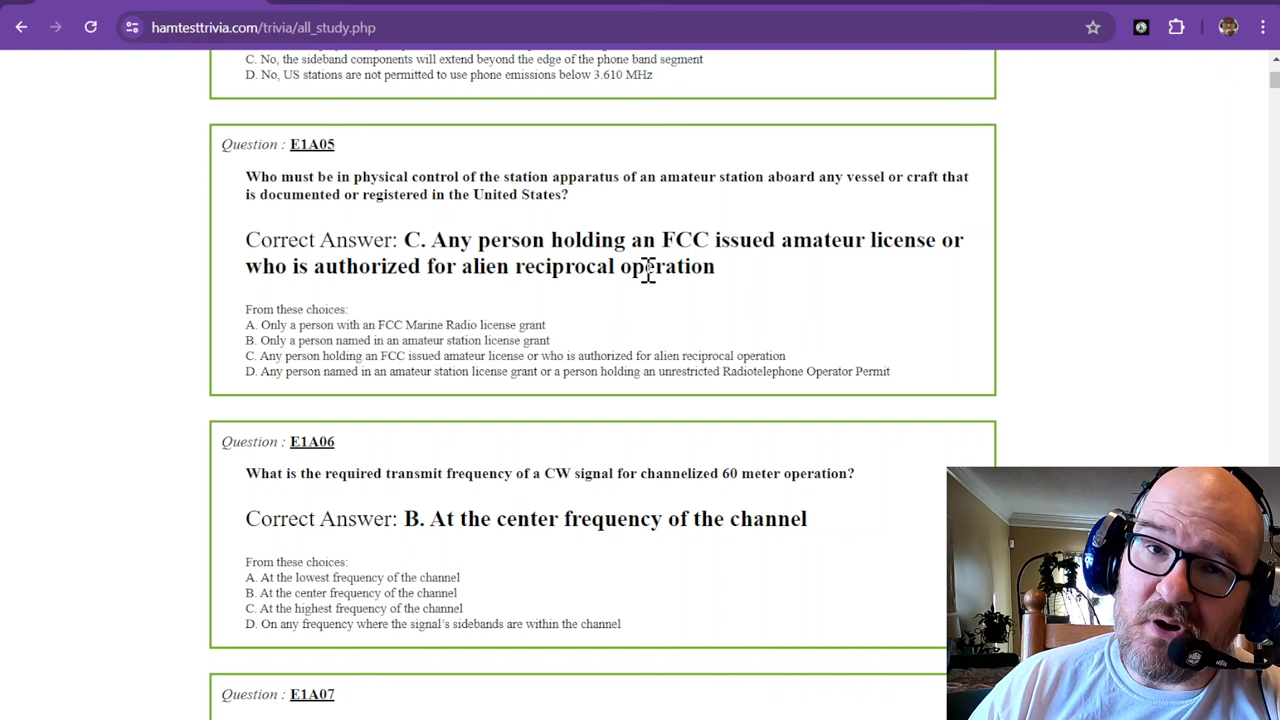 hamtesttrivia.com/trivia/all_study.php
C. No, the sideband components will extend beyond the edge of the phone band segment
D. No, US stations are not permitted to use phone emissions below 3.610 MHz
Question : E1A05
Who must be in physical control of the station apparatus of an amateur station aboard any vessel or craft that
is documented or registered in the United States?
Correct Answer: C. Any person holding an FCC issued amateur license or
who is authorized for alien reciprocal operation
From these choices:
A. Only a person with an FCC Marine Radio license grant
B. Only a person named in an amateur station license grant
C. Any person holding an FCC issued amateur license or who is authorized for alien reciprocal operation
D. Any person named in an amateur station license grant or a person holding an unrestricted Radiotelephone Operator Permit
Question : E1A06
What is the required transmit frequency of a CW signal for channelized 60 meter operation?
Correct Answer: B. At the center frequency of the channel
From these choices:
A. At the lowest frequency of the channel
B. At the center frequency of the channel
C. At the highest frequency of the channel
D. On any frequency where the signal's sidebands are within the channel
Question : E1A07